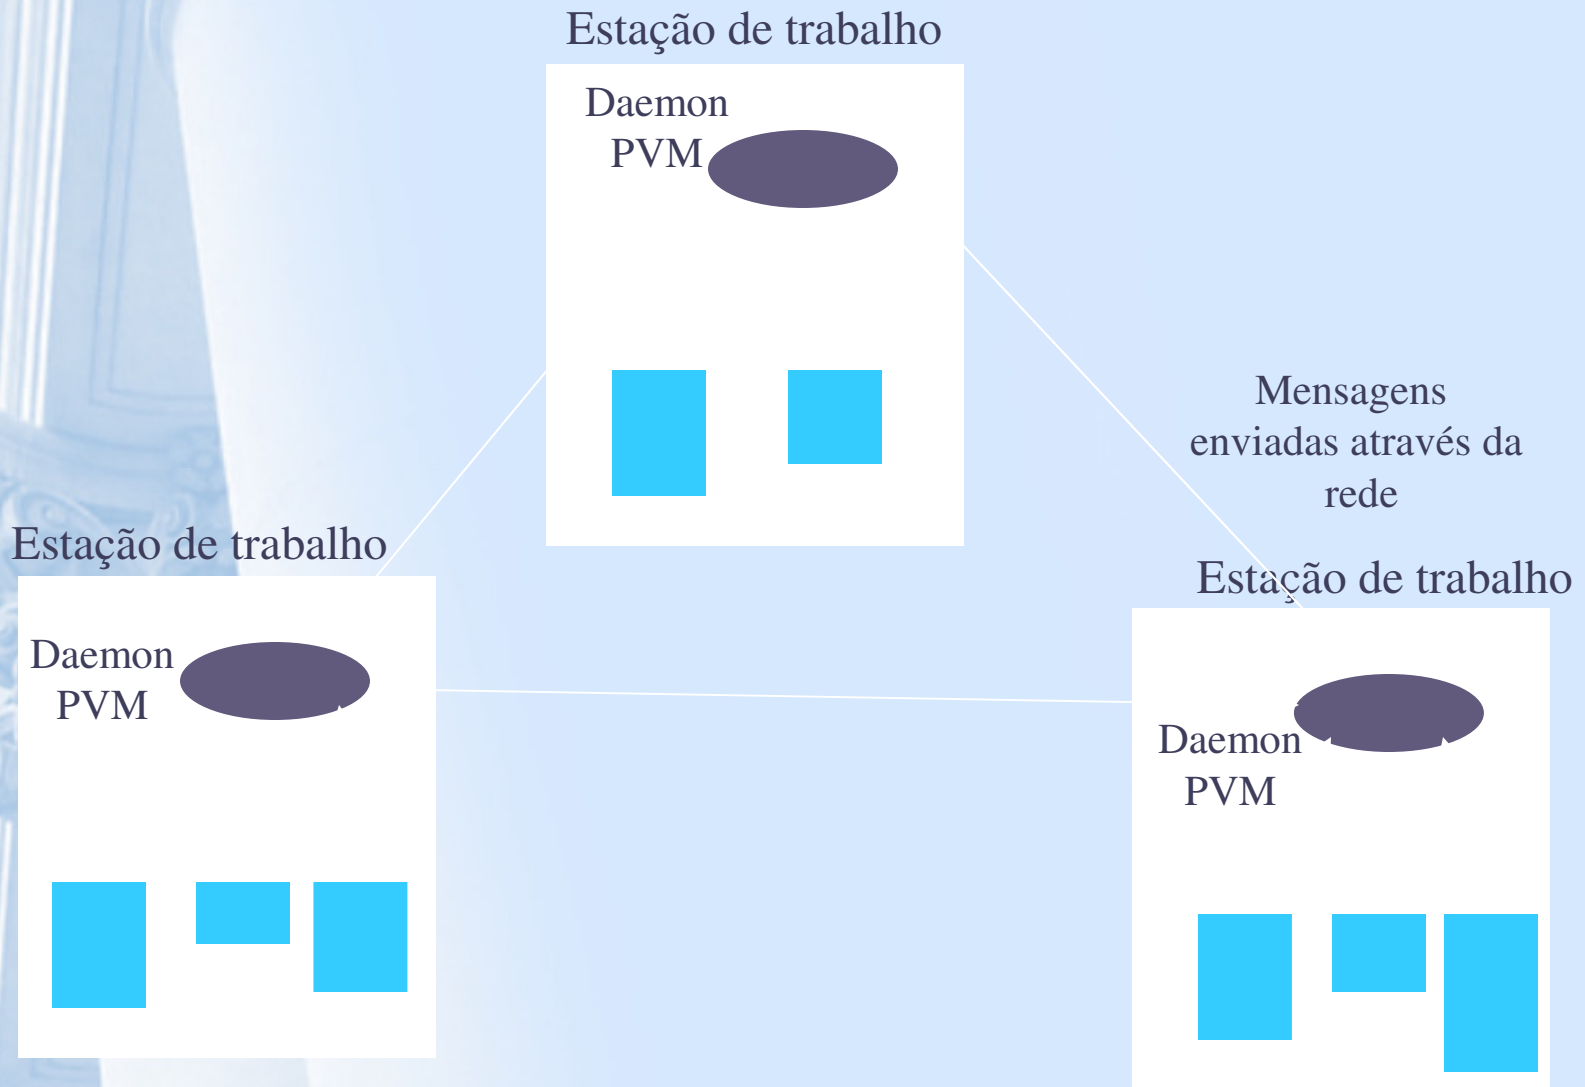 Estação de trabalho
Daemon
PVM
Mensagens
enviadas através da
rede
Estação de trabalho
Daemon
PVM
Estação de trabalho
Daemon
PVM